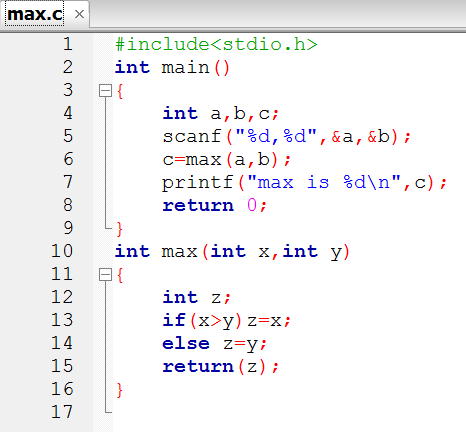 max.c ×
1 #include<stdio.h>
2 int main()
3 {
4     int a,b,c;
5     scanf("%d,%d",&a,&b);
6     c=max(a,b);
7     printf("max is %d\n",c);
8     return 0;
9 }
10 int max(int x,int y)
11 {
12     int z;
13     if(x>y)z=x;
14     else z=y;
15     return(z);
16 }
17